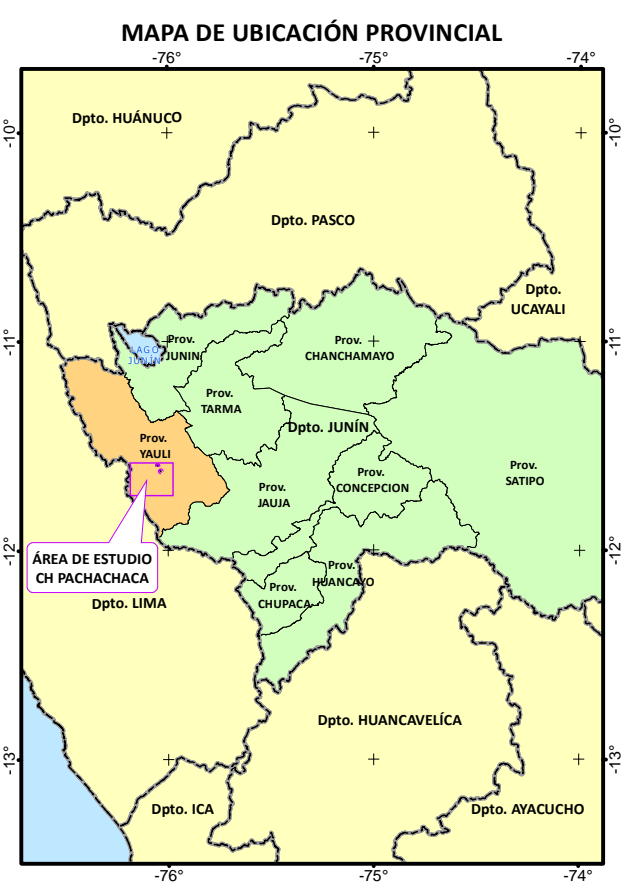 MAPA DE UBICACIÓN PROVINCIAL
-76°
-75°
-74°
-10°
-10°
Dpto. HUÁNUCO
Dpto. PASCO
Dpto.
UCAYALI
-11°
-11°
LAGO
JUNÍN
Prov.
JUNIN
Prov.
CHANCHAMAYO
Prov.
TARMA
Dpto. JUNÍN
Prov.
YAULI
Prov.
JAUJA
Prov.
CONCEPCION
Prov.
SATIPO
-12°
-12°
ÁREA DE ESTUDIO
CH PACHACHACA
Prov.
HUANCAYO
Prov.
CHUPACA
Dpto. LIMA
Dpto. HUANCAVELÍCA
-13°
-13°
Dpto. ICA
Dpto. AYACUCHO
-76°
-75°
-74°